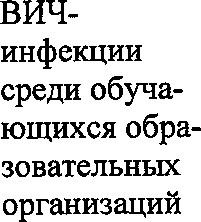 ВИЧ-
инфекции
среди обуча-
ющихся обра-
зовательных
организаций